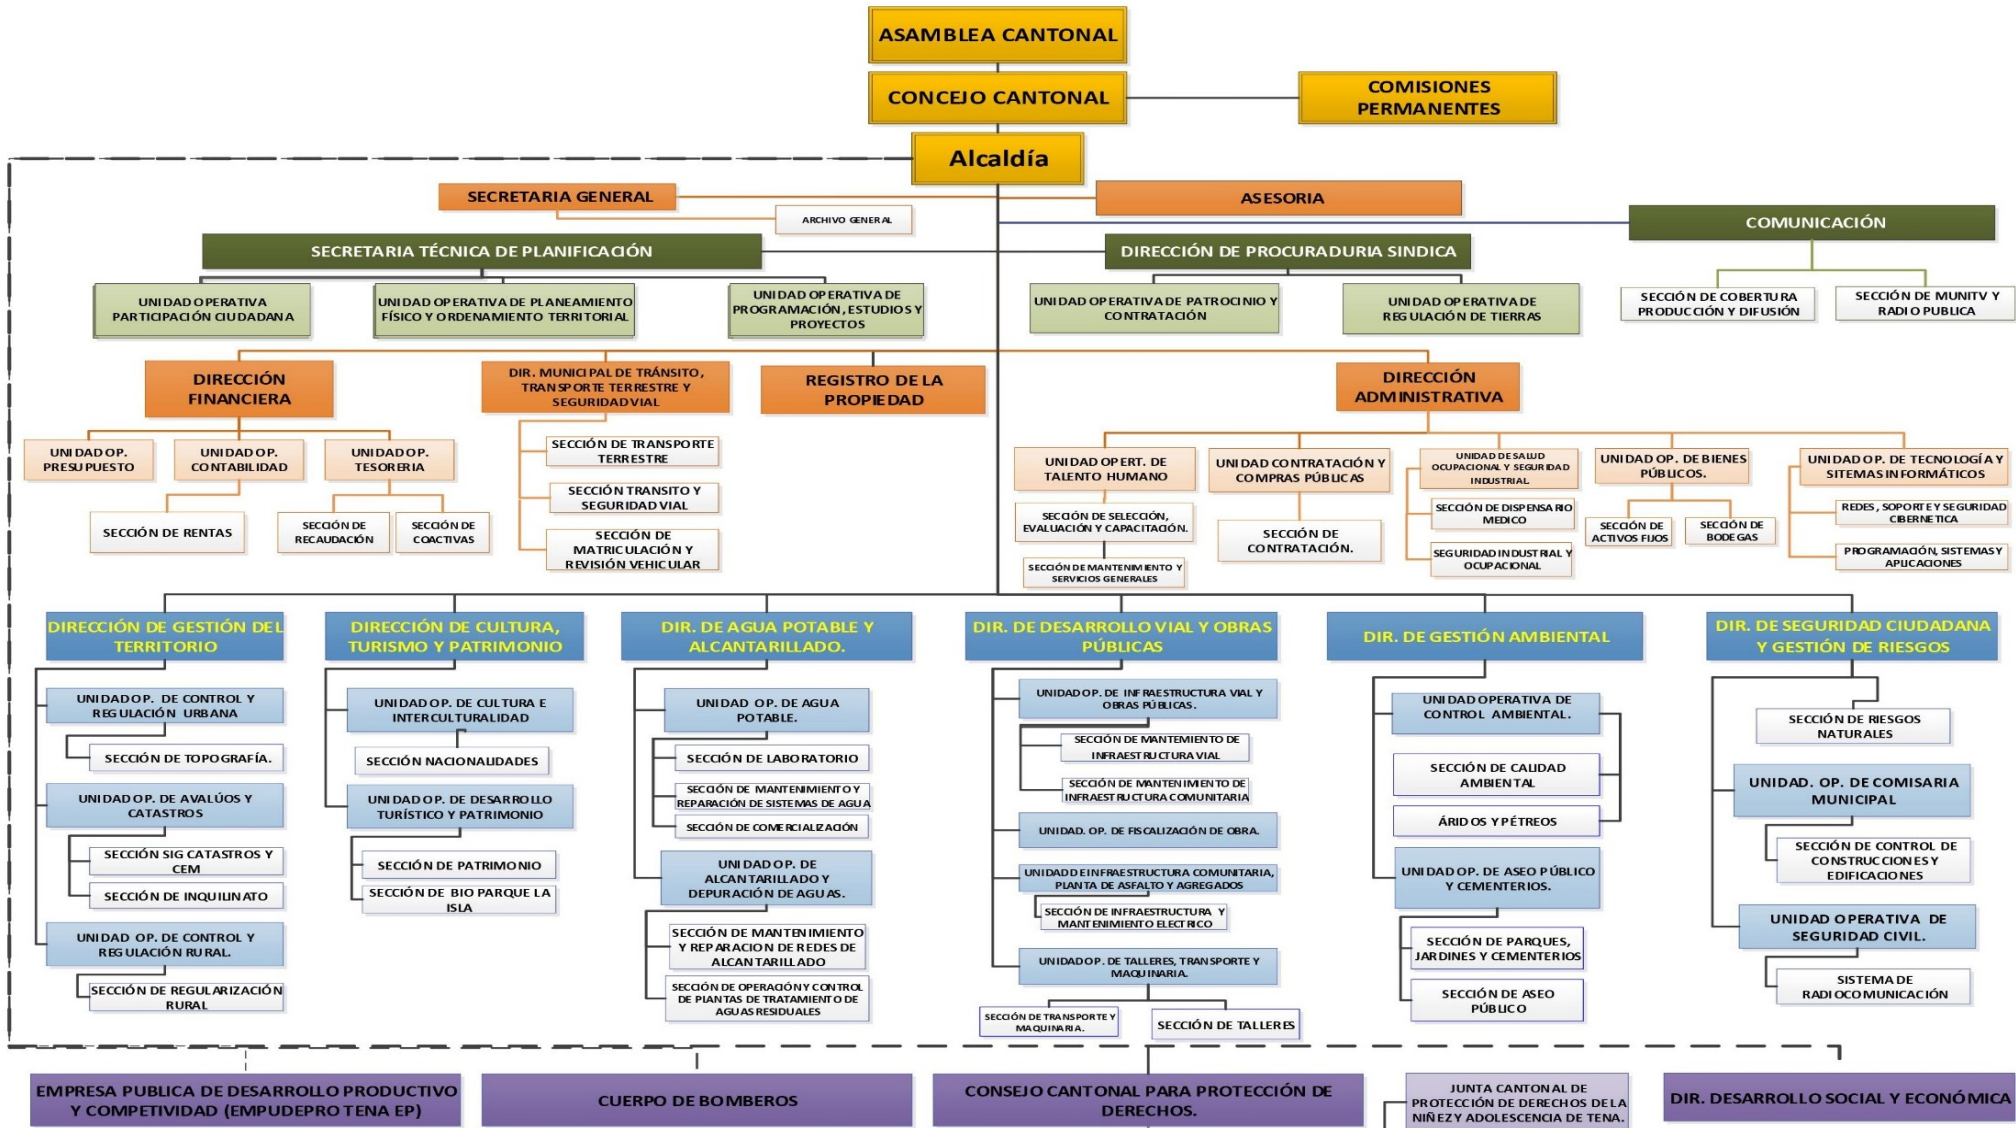 ASAMBLEA CANTONAL
CONCEJO CANTONAL
COMISIONES
PERMANENTES
Alcaldía
SECRETARIA GENERAL
ASESORIA
ARCHIVO GENERAL
COMUNICACIÓN
SECRETARIA TÉCNICA DE PLANIFICACIÓN
DIRECCIÓN DE PROCURADURIA SINDICA
UNIDAD OPERATIVA
PARTICIPACIÓN CIUDADANA
UNIDAD OPERATIVA DE PLANEAMIENTO
FÍSICO Y ORDENAMIENTO TERRITORIAL
UNIDAD OPERATIVA DE
PROGRAMACIÓN, ESTUDIOS Y
PROYECTOS
UNIDAD OPERATIVA DE PATROCINIO Y
CONTRATACIÓN
UNIDAD OPERATIVA DE
REGULACIÓN DE TIERRAS
SECCIÓN DE COBERTURA
PRODUCCIÓN Y DIFUSIÓN
SECCIÓN DE MUNITV Y
RADIO PUBLICA
DIRECCIÓN
FINANCIERA
DIR. MUNICIPAL DE TRÁNSITO,
TRANSPORTE TERRESTRE Y
SEGURIDAD VIAL
REGISTRO DE LA
PROPIEDAD
DIRECCIÓN
ADMINISTRATIVA
UNIDAD OP.
PRESUPUESTO
UNIDAD OP.
CONTABILIDAD
UNIDAD OP.
TESORERIA
SECCIÓN DE RENTAS
SECCIÓN DE
RECAUDACIÓN
SECCIÓN DE
COACTIVAS
SECCIÓN DE TRANSPORTE
TERRESTRE
SECCIÓN TRANSITO Y
SEGURIDAD VIAL
SECCIÓN DE
MATRICULACIÓN Y
REVISIÓN VEHICULAR
UNIDAD OPERT. DE
TALENTO HUMANO
UNIDAD CONTRATACIÓN Y
COMPRAS PÚBLICAS
UNIDAD DE SALUD
OCUPACIONAL Y SEGURIDAD
INDUSTRIAL.
UNIDAD OP. DE BIENES
PÚBLICOS.
UNIDAD OP. DE TECNOLOGÍA Y
SITEMAS INFORMÁTICOS
SECCIÓN DE SELECCIÓN,
EVALUACIÓN Y CAPACITACIÓN.
SECCIÓN DE MANTENIMIENTO Y
SERVICIOS GENERALES
SECCIÓN DE
CONTRATACIÓN.
SECCIÓN DE DISPENSARIO
MEDICO
SEGURIDAD INDUSTRIAL Y
OCUPACIONAL
SECCIÓN DE
ACTIVOS FIJOS
SECCIÓN DE
BODEGAS
REDES, SOPORTE Y SEGURIDAD
CIBERNETICA
PROGRAMACIÓN, SISTEMAS Y
APLICACIONES
DIRECCIÓN DE GESTIÓN DEL
TERRITORIO
DIRECCIÓN DE CULTURA,
TURISMO Y PATRIMONIO
DIR. DE AGUA POTABLE Y
ALCANTARILLADO.
DIR. DE DESARROLLO VIAL Y OBRAS
PÚBLICAS
DIR. DE GESTIÓN AMBIENTAL
DIR. DE SEGURIDAD CIUDADANA
Y GESTIÓN DE RIESGOS
UNIDAD OP. DE CONTROL Y
REGULACIÓN URBANA
SECCIÓN DE TOPOGRAFÍA.
UNIDAD OP. DE AVALÚOS Y
CATASTROS
SECCIÓN SIG CATASTROS Y
CEM
SECCIÓN DE INQUILINATO
UNIDAD OP. DE CONTROL Y
REGULACIÓN RURAL.
SECCIÓN DE REGULARIZACIÓN
RURAL
UNIDAD OP. DE CULTURA E
INTERCULTURALIDAD
SECCIÓN NACIONALIDADES
UNIDAD OP. DE DESARROLLO
TURÍSTICO Y PATRIMONIO
SECCIÓN DE PATRIMONIO
SECCIÓN DE BIO PARQUE LA
ISLA
UNIDAD OP. DE AGUA
POTABLE.
SECCIÓN DE LABORATORIO
SECCIÓN DE MANTENIMIENTO Y
REPARACIÓN DE SISTEMAS DE AGUA
SECCIÓN DE COMERCIALIZACIÓN
UNIDAD OP. DE
ALCANTARILLADO Y
DEPURACIÓN DE AGUAS.
SECCIÓN DE MANTENIMIENTO
Y REPARACION DE REDES DE
ALCANTARILLADO
SECCIÓN DE OPERACIÓN Y CONTROL
DE PLANTAS DE TRATAMIENTO DE
AGUAS RESIDUALES
UNIDAD OP. DE INFRAESTRUCTURA VIAL Y
OBRAS PÚBLICAS.
SECCIÓN DE MANTEMIENTO DE
INFRAESTRUCTURA VIAL
SECCIÓN DE MANTENIMIENTO DE
INFRAESTRUCTURA COMUNITARIA
UNIDAD. OP. DE FISCALIZACIÓN DE OBRA.
UNIDAD DE INFRAESTRUCTURA COMUNITARIA,
PLANTA DE ASFALTO Y AGREGADOS
SECCIÓN DE INFRAESTRUCTURA Y
MANTENIMIENTO ELECTRICO
UNIDAD OP. DE TALLERES, TRANSPORTE Y
MAQUINARIA.
SECCIÓN DE TRANSPORTE Y
MAQUINARIA.
SECCIÓN DE TALLERES
UNIDAD OPERATIVA DE
CONTROL AMBIENTAL.
SECCIÓN DE CALIDAD
AMBIENTAL
ÁRIDOS Y PÉTREOS
UNIDAD OP. DE ASEO PÚBLICO
Y CEMENTERIOS.
SECCIÓN DE PARQUES,
JARDINES Y CEMENTERIOS
SECCIÓN DE ASEO
PÚBLICO
SECCIÓN DE RIESGOS
NATURALES
UNIDAD. OP. DE COMISARIA
MUNICIPAL
SECCIÓN DE CONTROL DE
CONSTRUCCIONES Y
EDIFICACIONES
UNIDAD OPERATIVA DE
SEGURIDAD CIVIL.
SISTEMA DE
RADIOCOMUNICACIÓN
EMPRESA PUBLICA DE DESARROLLO PRODUCTIVO
Y COMPETIVIDAD (EMPUDEPRO TENA EP)
CUERPO DE BOMBEROS
CONSEJO CANTONAL PARA PROTECCIÓN DE
DERECHOS.
JUNTA CANTONAL DE
PROTECCIÓN DE DERECHOS DE LA
NIÑEZ Y ADOLESCENCIA DE TENA.
DIR. DESARROLLO SOCIAL Y ECONÓMICA